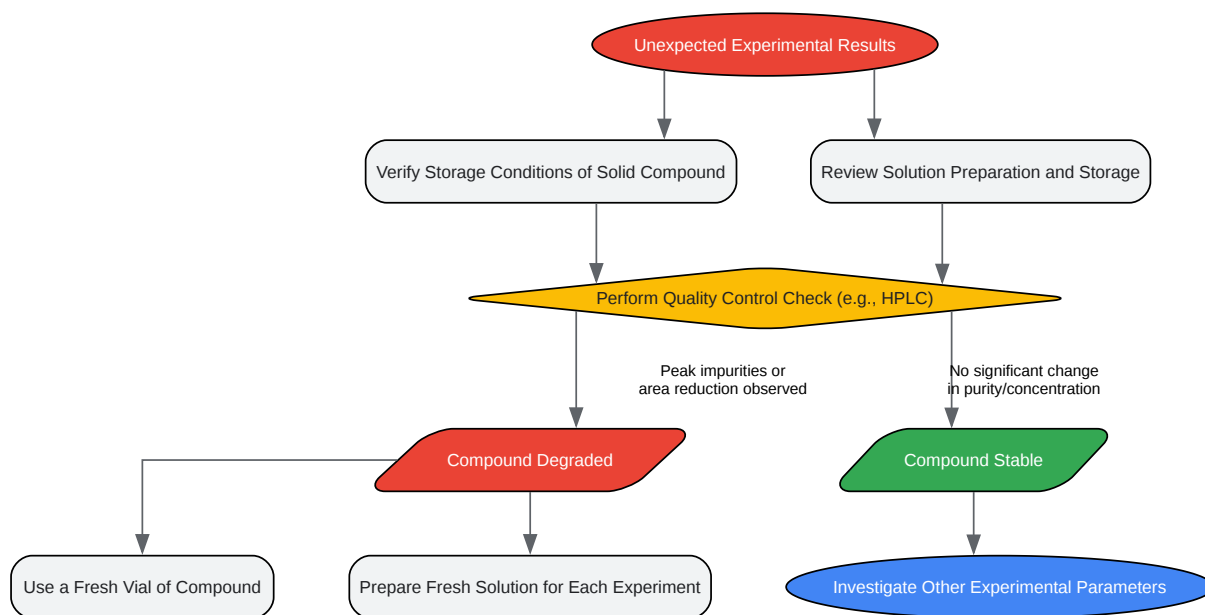 Unexpected Experimental Results
Verify Storage Conditions of Solid Compound
Review Solution Preparation and Storage
Perform Quality Control Check (e.g., HPLC)
Peak impurities or
area reduction observed
No significant change
in purity/concentration
Compound Degraded
Compound Stable
Use a Fresh Vial of Compound
Prepare Fresh Solution for Each Experiment
Investigate Other Experimental Parameters